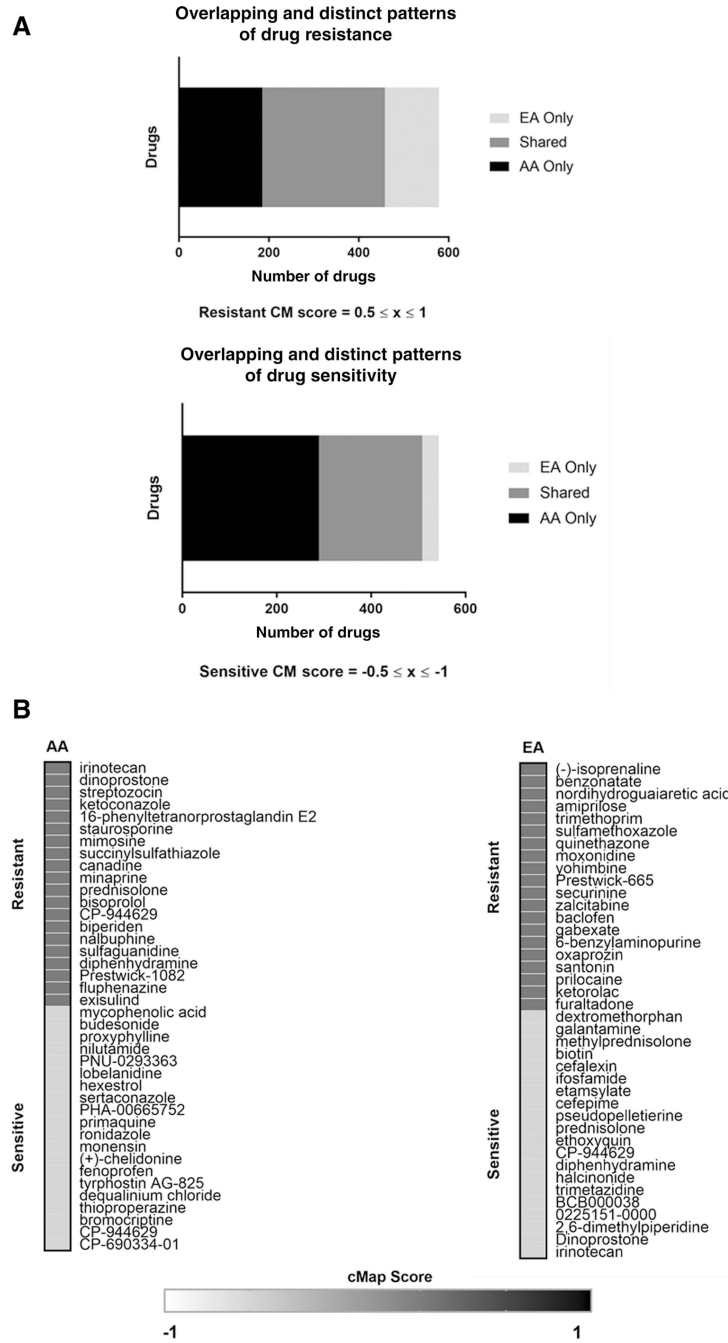 A
Overlapping and distinct patterns
of drug resistance
Drugs
EA Only
Shared
AA Only
0 200 400 600
Number of drugs
Resistant CM score = 0.5 ≤ x ≤ 1
Overlapping and distinct patterns
of drug sensitivity
Drugs
EA Only
Shared
AA Only
0 200 400 600
Number of drugs
Sensitive CM score = -0.5 ≤ x ≤ -1
B
AA
Resistant
irinotecan
dinoprostone
streptozocin
ketoconazole
16-phenyltetranorprostaglandin E2
staurosporine
mimosine
succinylsulfathiazole
canadine
minaprine
prednisolone
bisoprolol
CP-944629
biperiden
nalbuphine
sulfaguanidine
diphenhydramine
Prestwick-1082
fluphenazine
exisulind
Sensitive
mycophenolic acid
budesonide
proxyphylline
nilutamide
PNU-0293363
lobelanidine
hexestrol
sertaconazole
PHA-00665752
primaquine
ronidazole
monensin
(+)-chelidonine
fenoprofen
tyrphostin AG-825
dequalinium chloride
thioproperazine
bromocriptine
CP-944629
CP-690334-01
EA
Resistant
(-)-isoprenaline
benzonatate
nordihydroguaiaretic acid
amiprilose
trimethoprim
sulfamethoxazole
quinethazone
moxonidine
yohimbine
Prestwick-665
securinine
zalcitabine
baclofen
gabexate
6-benzylaminopurine
oxaprozin
santonin
prilocaine
ketorolac
furaltadone
Sensitive
dextromethorphan
galantamine
methylprednisolone
biotin
cefalexin
ifosfamide
etamsylate
cefepime
pseudopelletierine
prednisolone
ethoxyquin
CP-944629
diphenhydramine
halcinonide
trimetazidine
BCB000038
0225151-0000
2,6-dimethylpiperidine
Dinoprostone
irinotecan
cMap Score
-1 1